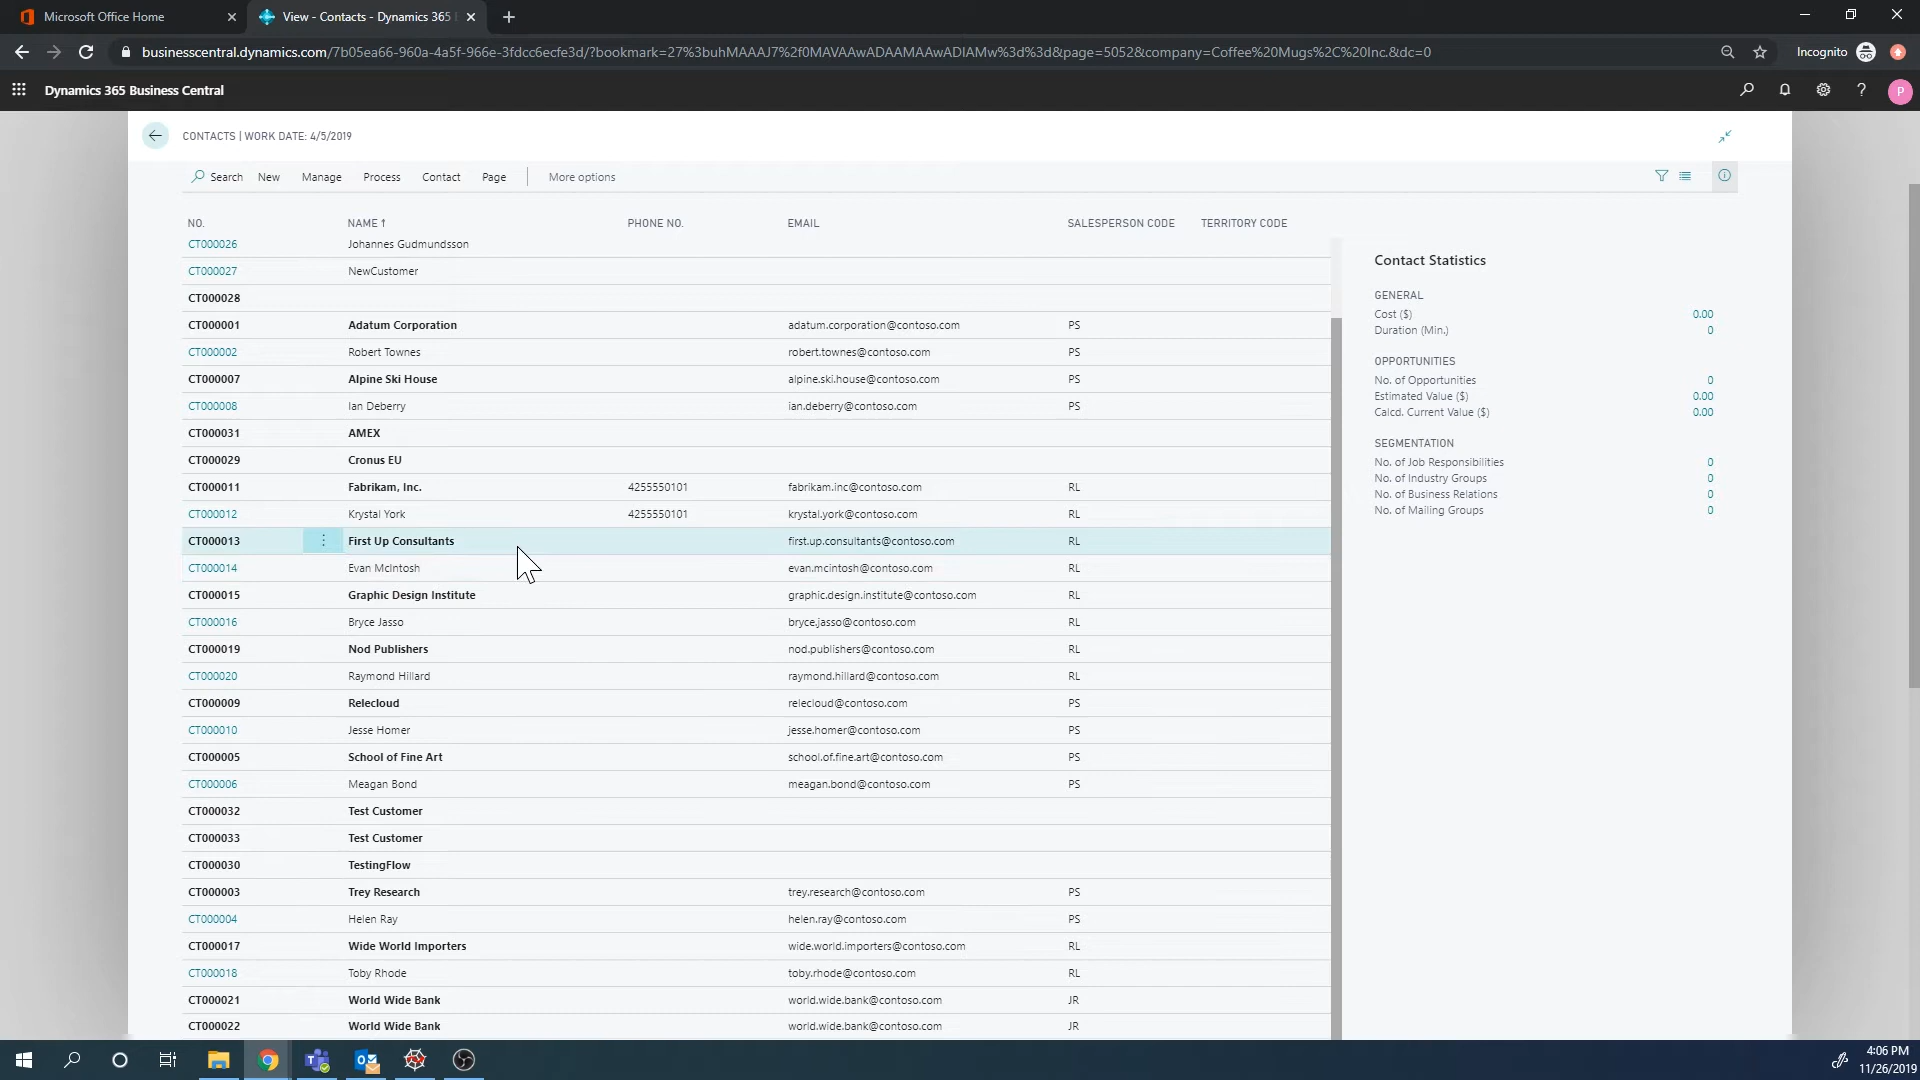 Microsoft Office Home
View - Contacts - Dynamics 365
businesscentral.dynamics.com/7b05ea66-960a-4a5f-966e-3fdcc6ecfe3d/?bookmark=27%3buhMAAAJ7%2f0MAVAAwADAAMAAwADIAMw%3d%3d&page=5052&company=Coffee%20Mugs%2C%20Inc.&dc=0
Incognito
Dynamics 365 Business Central
?
P
CONTACTS | WORK DATE: 4/5/2019
Search New Manage Process Contact Page More options
NO. NAME ↑ PHONE NO. EMAIL SALESPERSON CODE TERRITORY CODE
CT000026 Johannes Gudmundsson
CT000027 NewCustomer
CT000028
CT000001 Adatum Corporation adatum.corporation@contoso.com PS
CT000002 Robert Townes robert.townes@contoso.com PS
CT000007 Alpine Ski House alpine.ski.house@contoso.com PS
CT000008 Ian Deberry ian.deberry@contoso.com PS
CT000031 AMEX
CT000029 Cronus EU
CT000011 Fabrikam, Inc. 4255550101 fabrikam.inc@contoso.com RL
CT000012 Krystal York 4255550101 krystal.york@contoso.com RL
CT000013 First Up Consultants first.up.consultants@contoso.com RL
CT000014 Evan McIntosh evan.mcintosh@contoso.com RL
CT000015 Graphic Design Institute graphic.design.institute@contoso.com RL
CT000016 Bryce Jasso bryce.jasso@contoso.com RL
CT000019 Nod Publishers nod.publishers@contoso.com RL
CT000020 Raymond Hillard raymond.hillard@contoso.com RL
CT000009 Relecloud relecloud@contoso.com PS
CT000010 Jesse Homer jesse.homer@contoso.com PS
CT000005 School of Fine Art school.of.fine.art@contoso.com PS
CT000006 Meagan Bond meagan.bond@contoso.com PS
CT000032 Test Customer
CT000033 Test Customer
CT000030 TestingFlow
CT000003 Trey Research trey.research@contoso.com PS
CT000004 Helen Ray helen.ray@contoso.com PS
CT000017 Wide World Importers wide.world.importers@contoso.com RL
CT000018 Toby Rhode toby.rhode@contoso.com RL
CT000021 World Wide Bank world.wide.bank@contoso.com JR
CT000022 World Wide Bank world.wide.bank@contoso.com JR
Contact Statistics
GENERAL
Cost ($) 0.00
Duration (Min.) 0
OPPORTUNITIES
No. of Opportunities 0
Estimated Value ($) 0.00
Calcd. Current Value ($) 0.00
SEGMENTATION
No. of Job Responsibilities 0
No. of Industry Groups 0
No. of Business Relations 0
No. of Mailing Groups 0
4:06 PM
11/26/2019